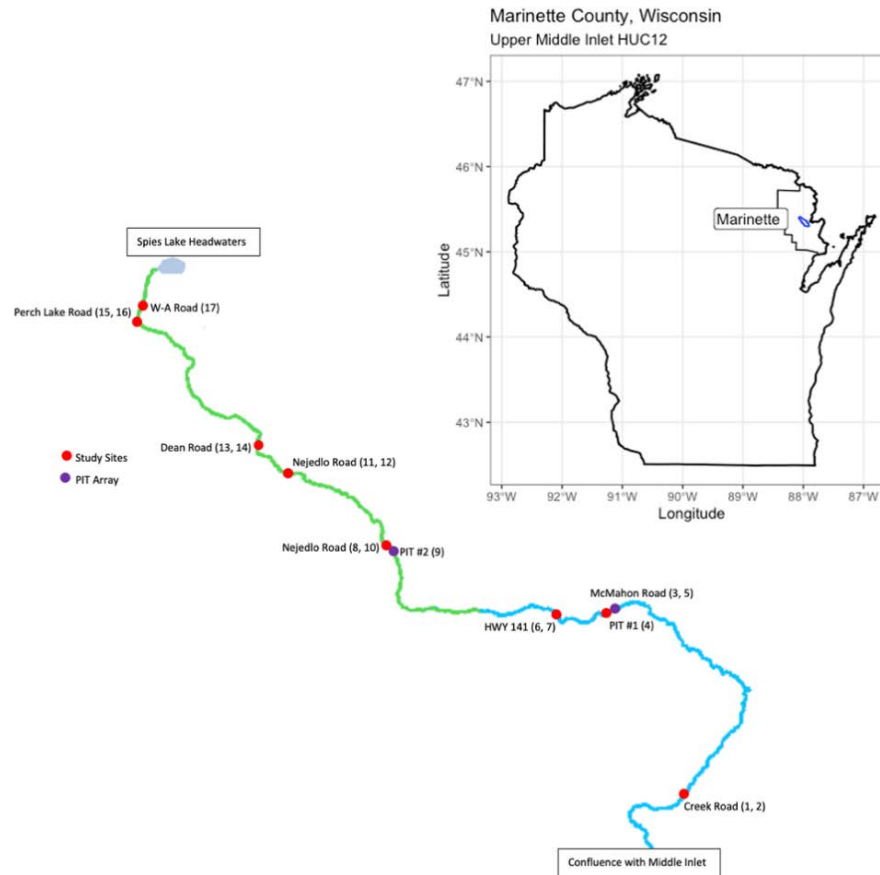 Marinette County, Wisconsin
Upper Middle Inlet HUC12
47°N
46°N
45°N
44°N
43°N
Latitude
Marinette
93°W 92°W 91°W 90°W 89°W 88°W 87°W
Longitude
Spies Lake Headwaters
W-A Road (17)
Perch Lake Road (15, 16)
Dean Road (13, 14)
Study Sites
Nejedlo Road (11, 12)
PIT Array
Nejedlo Road (8, 10)
PIT #2 (9)
McMahon Road (3, 5)
HWY 141 (6, 7)
PIT #1 (4)
Creek Road (1, 2)
Confluence with Middle Inlet